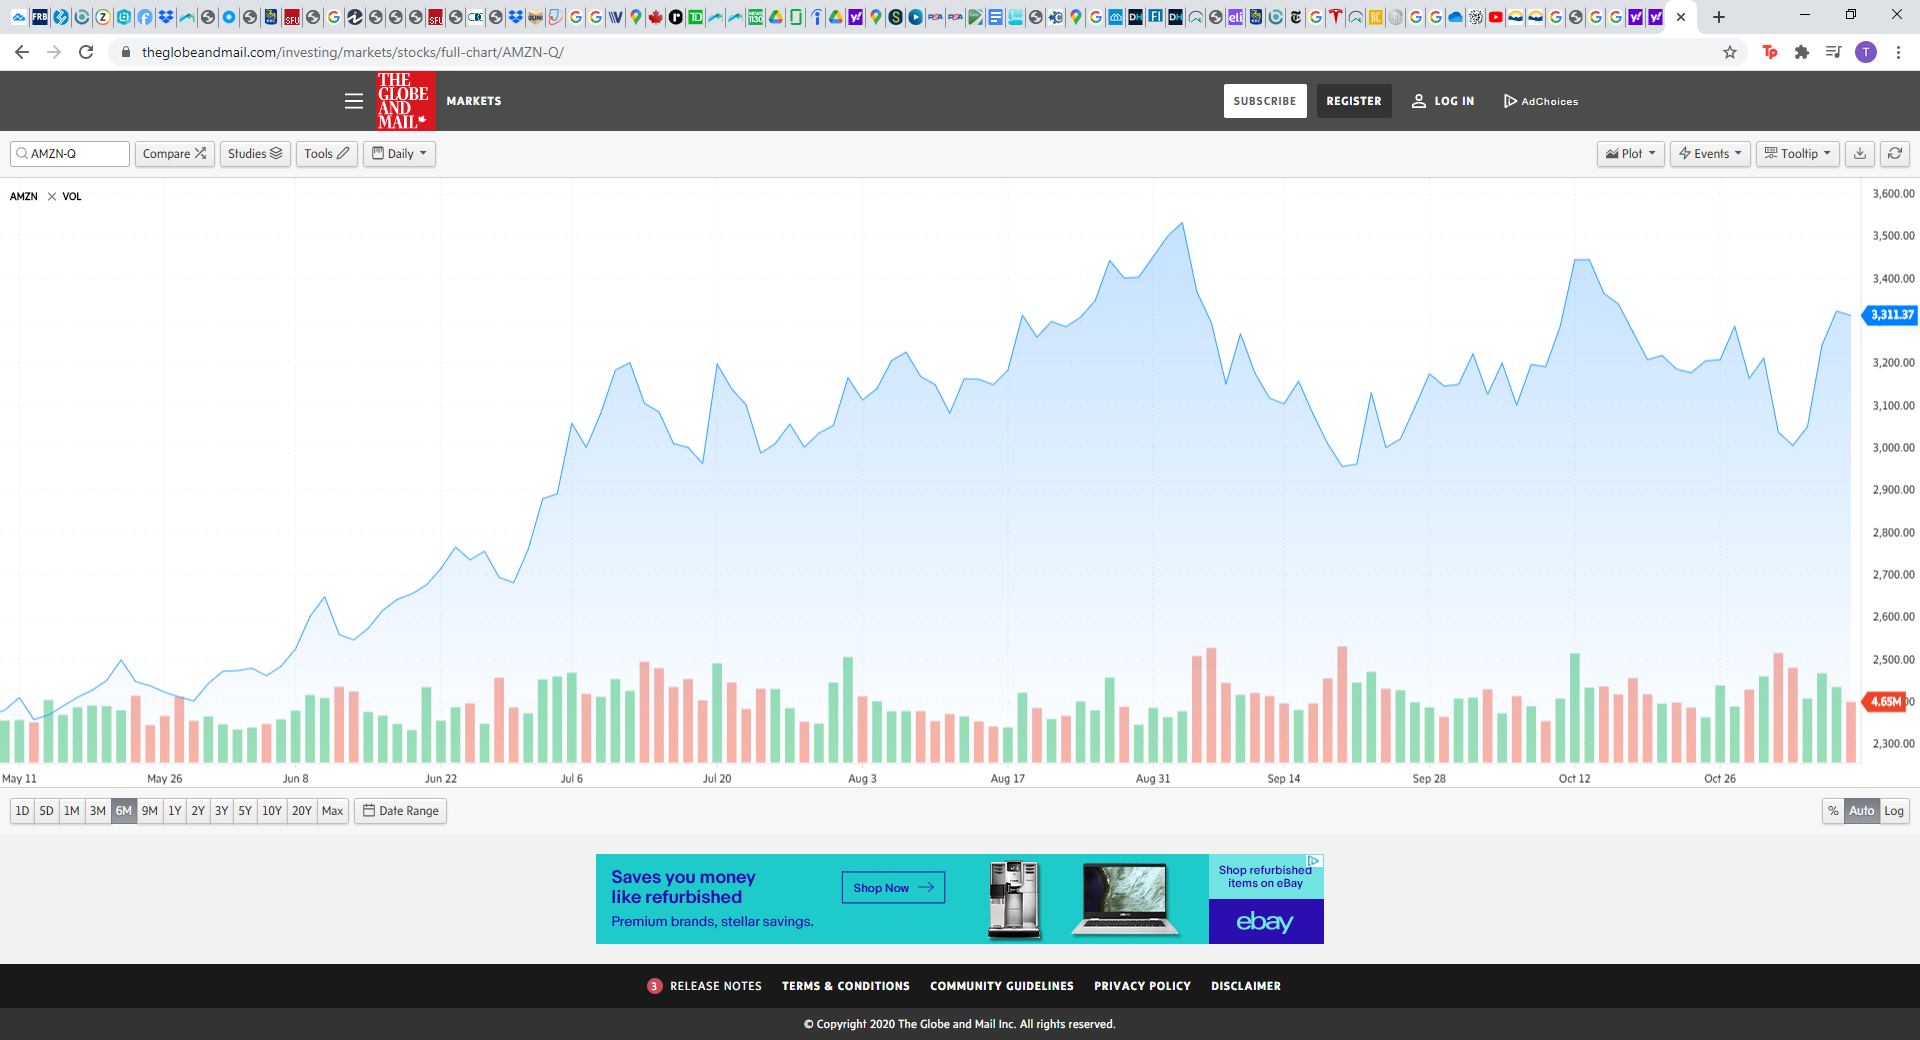 theglobeandmail.com/investing/markets/stocks/full-chart/AMZN-Q/
T
THE
GLOBE
AND
MAIL
MARKETS
SUBSCRIBE
REGISTER
LOG IN
AdChoices
AMZN-Q
Compare
Studies
Tools
Daily
Plot
Events
Tooltip
AMZN
VOL
3,600.00
3,500.00
3,400.00
3,311.37
3,200.00
3,100.00
3,000.00
2,900.00
2,800.00
2,700.00
2,600.00
2,500.00
4.65M
2,300.00
May 11
May 26
Jun 8
Jun 22
Jul 6
Jul 20
Aug 3
Aug 17
Aug 31
Sep 14
Sep 28
Oct 12
Oct 26
1D 5D 1M 3M 6M 9M 1Y 2Y 3Y 5Y 10Y 20Y Max
Date Range
% Auto Log
Saves you money
like refurbished
Premium brands, stellar savings.
Shop Now
Shop refurbished
items on eBay
ebay
3 RELEASE NOTES
TERMS & CONDITIONS
COMMUNITY GUIDELINES
PRIVACY POLICY
DISCLAIMER
© Copyright 2020 The Globe and Mail Inc. All rights reserved.